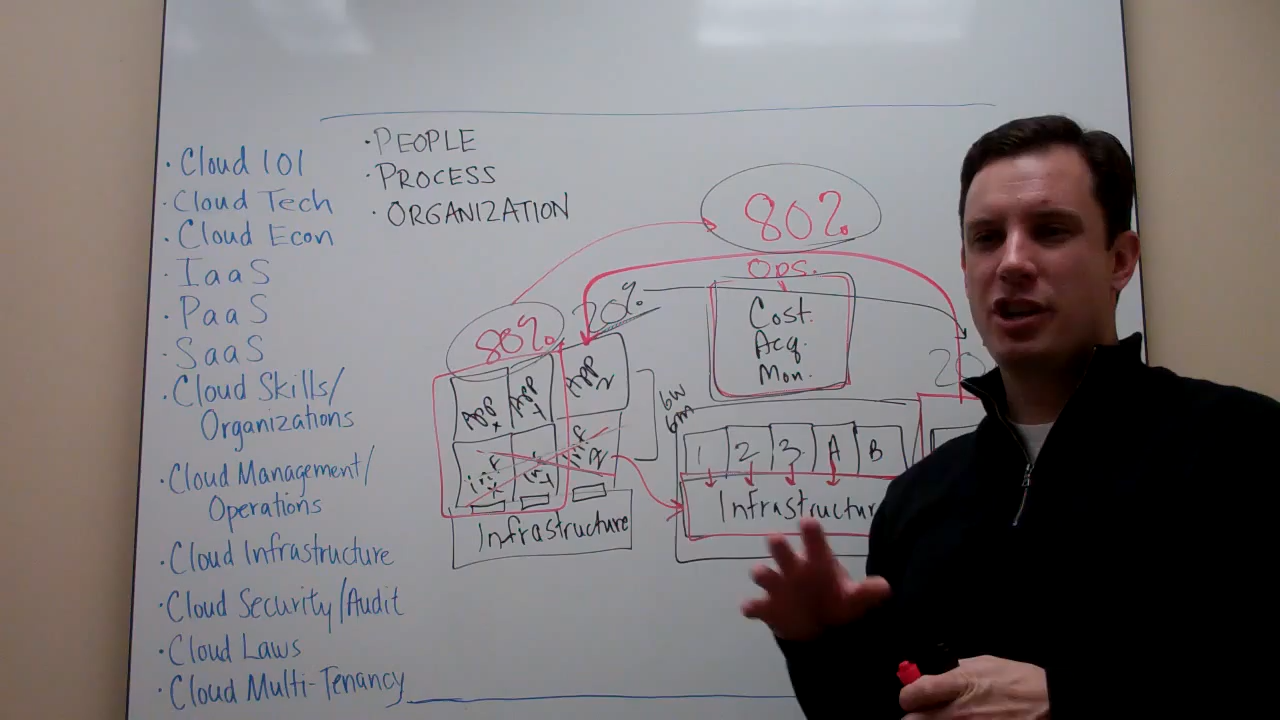 · Cloud 101
· Cloud Tech
· Cloud Econ
· IaaS
· PaaS
· SaaS
· Cloud Skills/
Organizations
· Cloud Management/
Operations
· Cloud Infrastructure
· Cloud Security/Audit
· Cloud Laws
· Cloud Multi-Tenancy
· PEOPLE
· PROCESS
· ORGANIZATION
80%
Ops.
Cost.
Acq.
Mon.
80%
20%
App
App
App
Z
6w
6m
Infrastructure
1 2 3 A B
Infrastructur
20